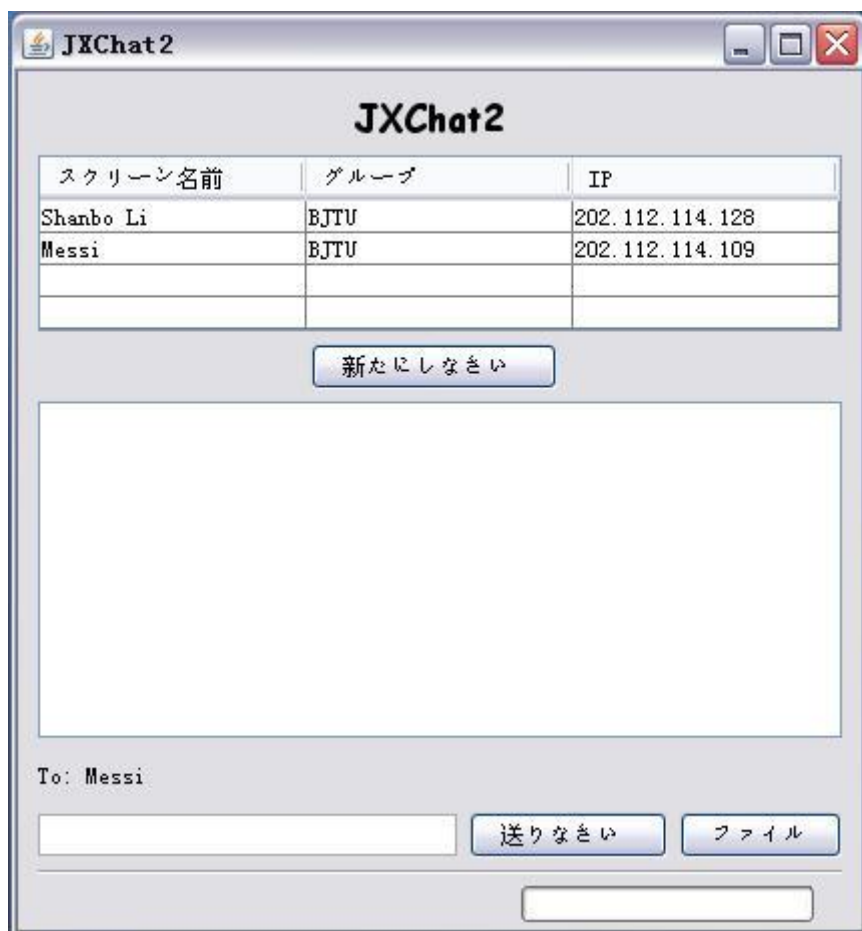 JXChat2
JXChat2
スクリーン名前 グループ IP
Shanbo Li BJTU 202.112.114.128
Messi BJTU 202.112.114.109
新たにしなさい
To: Messi
送りなさい ファイル